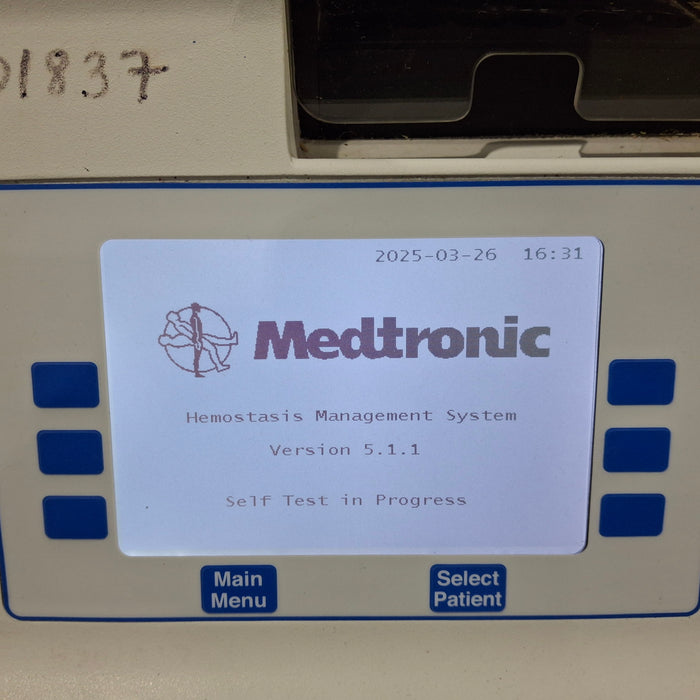 01837
2025-03-26 16:31
Medtronic
Hemostasis Management System
Version 5.1.1
Self Test in Progress
Main
Menu
Select
Patient